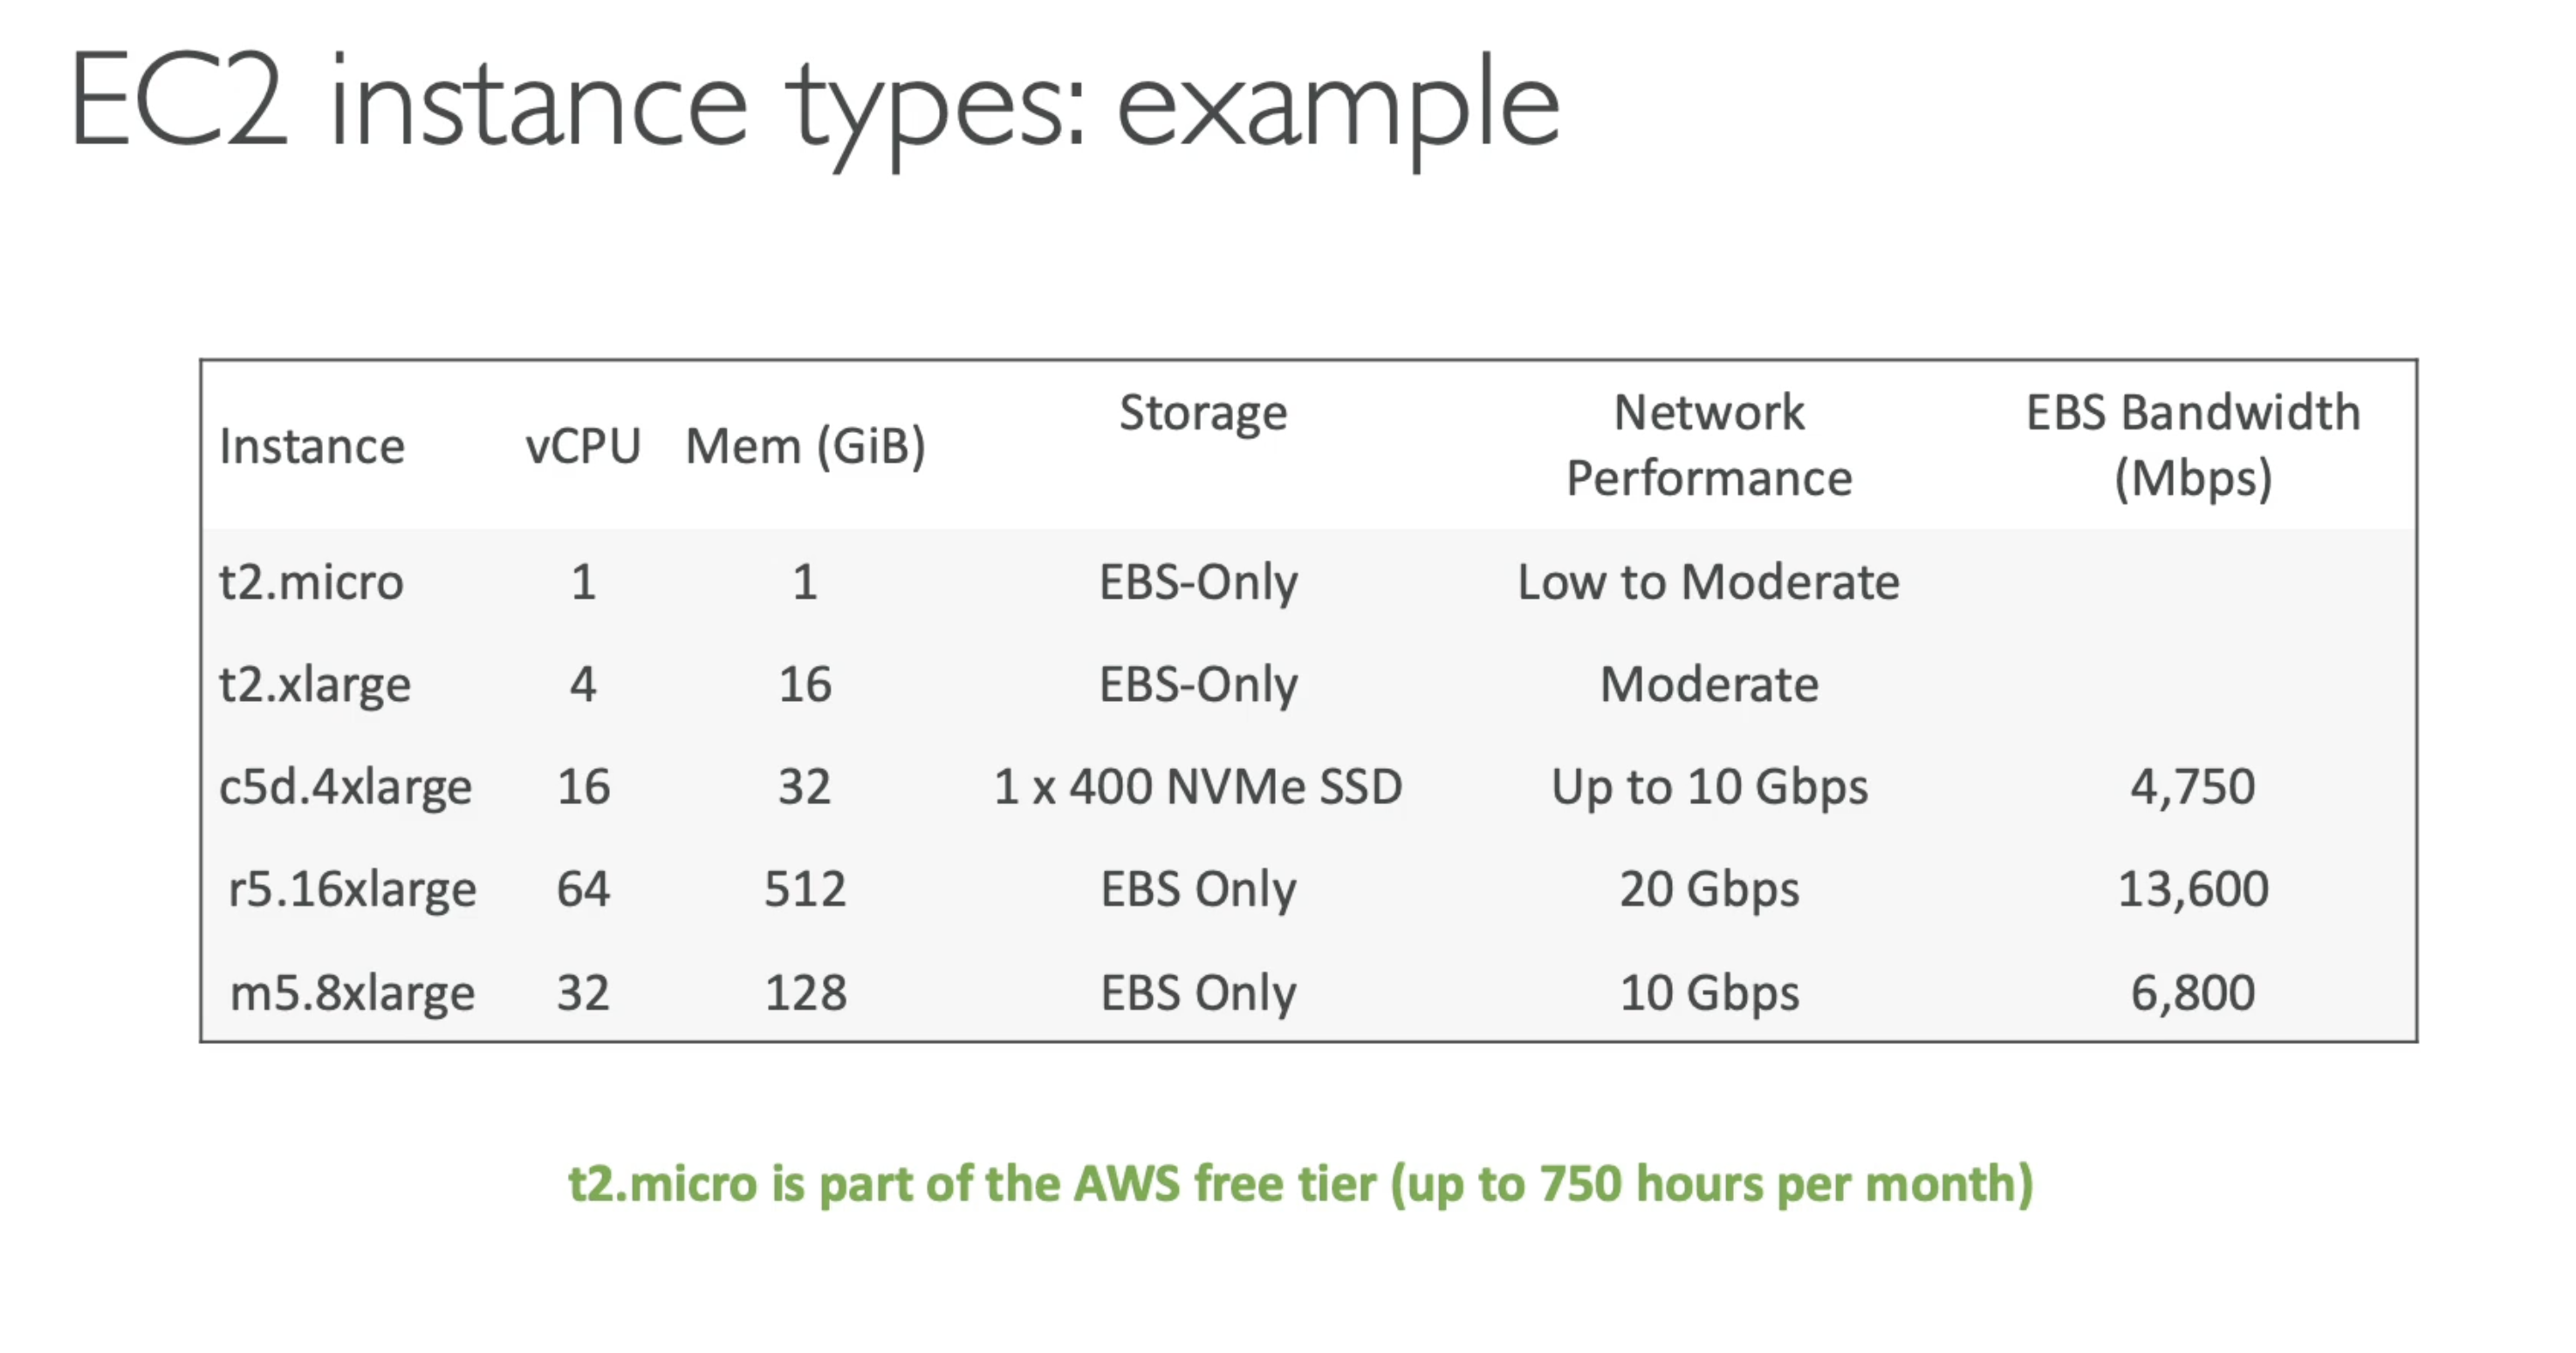 EC2 instance types: example
Instance vCPU Mem (GiB) Storage Network Performance EBS Bandwidth (Mbps)
t2.micro 1 1 EBS-Only Low to Moderate
t2.xlarge 4 16 EBS-Only Moderate
c5d.4xlarge 16 32 1 x 400 NVMe SSD Up to 10 Gbps 4,750
r5.16xlarge 64 512 EBS Only 20 Gbps 13,600
m5.8xlarge 32 128 EBS Only 10 Gbps 6,800
t2.micro is part of the AWS free tier (up to 750 hours per month)